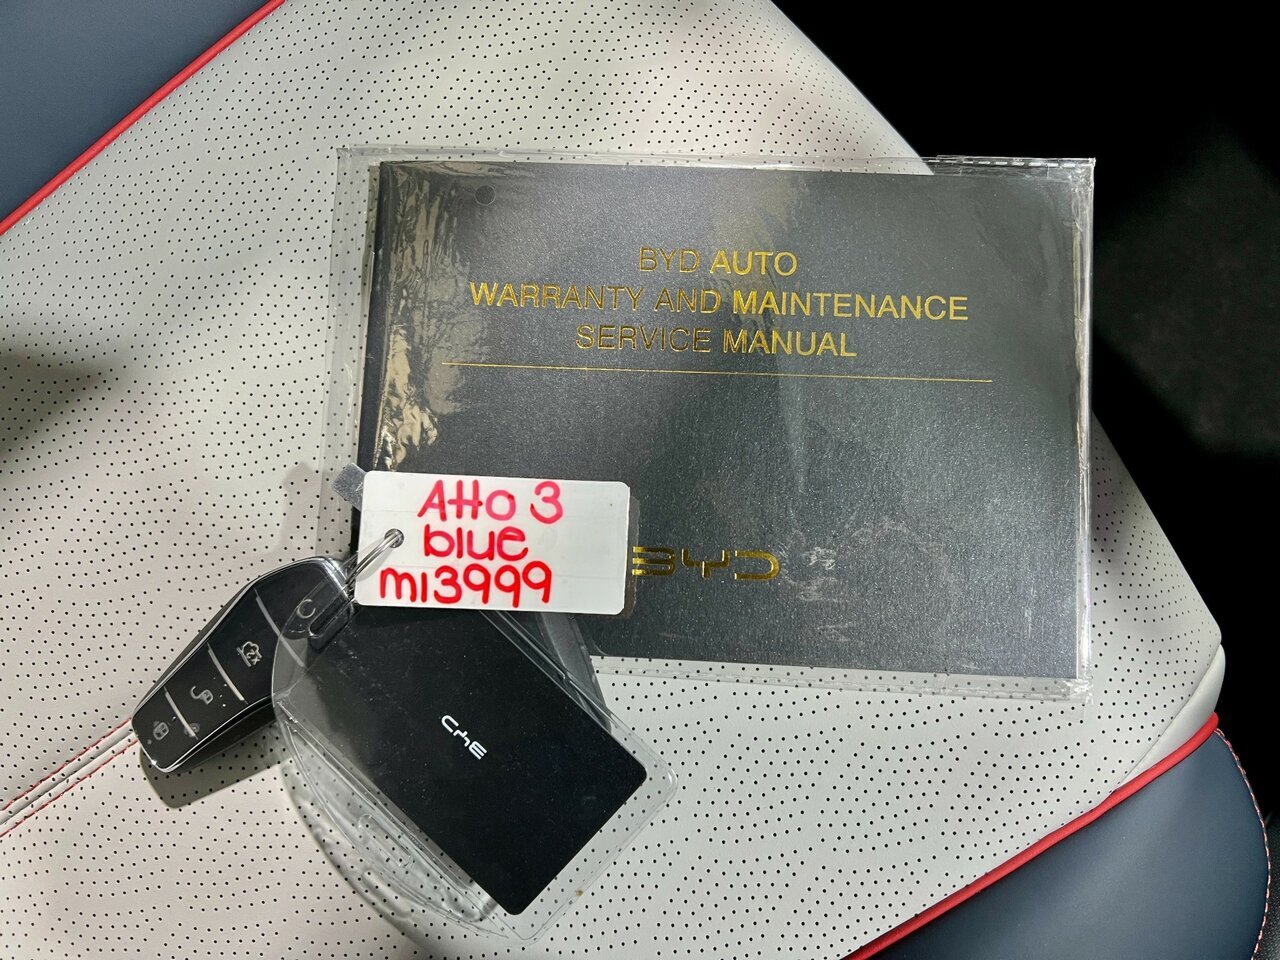 BYD AUTO
WARRANTY AND MAINTENANCE
SERVICE MANUAL
BYD
Atto 3
blue
m13999
BYD